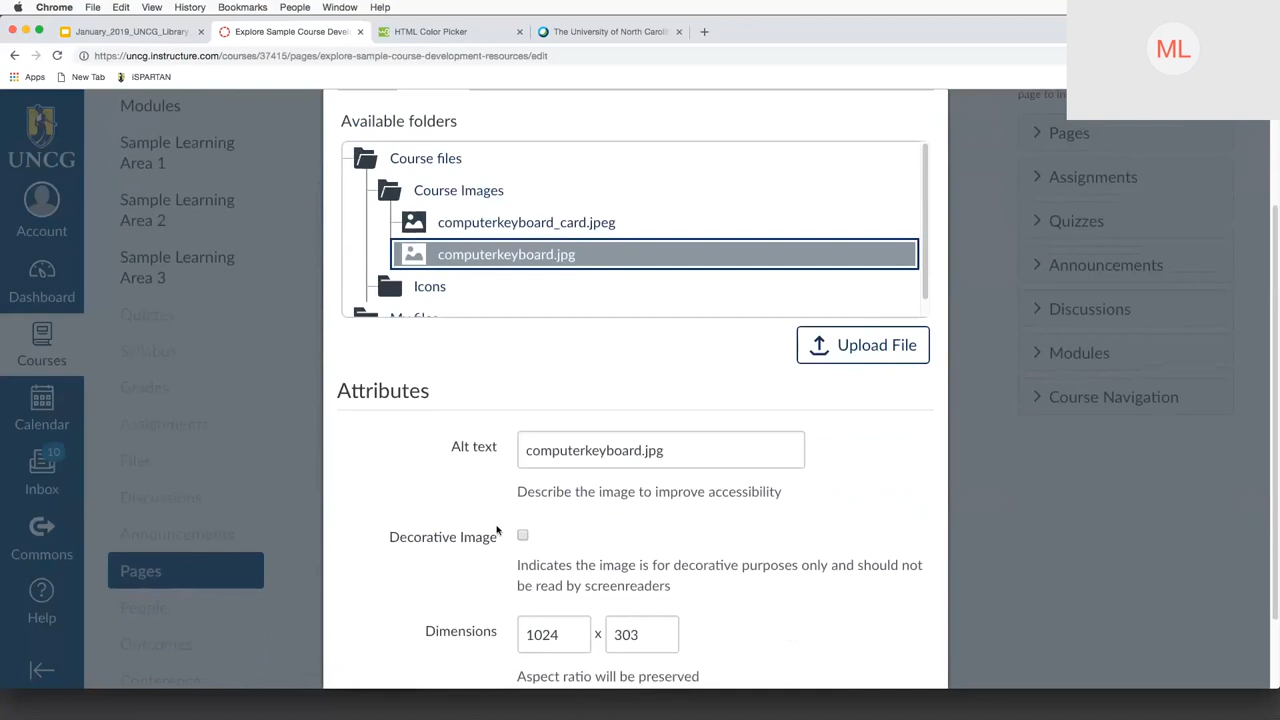 Chrome File Edit View History Bookmarks People Window Help
January_2019_UNCG_Library Explore Sample Course Devel HTML Color Picker The University of North Carolin
https://uncg.instructure.com/courses/37415/pages/explore-sample-course-development-resources/edit
Apps New Tab iSPARTAN
ML
page to
UNCG
Account
Dashboard
Courses
Calendar
10
Inbox
Commons
Help
Modules
Sample Learning
Area 1
Sample Learning
Area 2
Sample Learning
Area 3
Quizzes
Syllabus
Grades
Assignments
Files
Discussions
Announcements
Pages
People
Outcomes
Available folders
Course files
Course Images
computerkeyboard_card.jpeg
computerkeyboard.jpg
Icons
My files
Upload File
Attributes
Alt text computerkeyboard.jpg
Describe the image to improve accessibility
Decorative Image
Indicates the image is for decorative purposes only and should not
be read by screenreaders
Dimensions 1024 x 303
Aspect ratio will be preserved
Pages
Assignments
Quizzes
Announcements
Discussions
Modules
Course Navigation